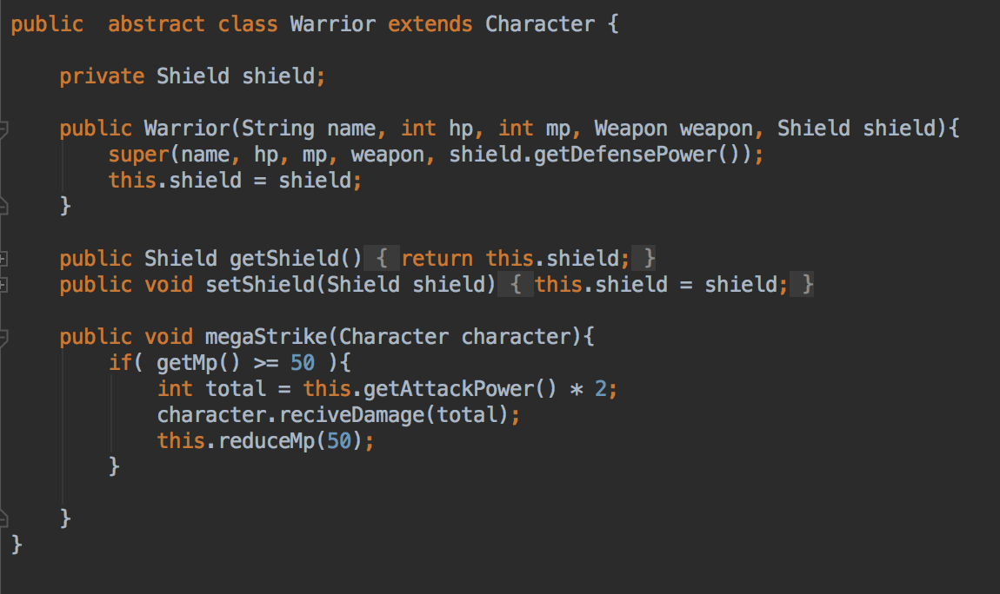 public  abstract class Warrior extends Character {
private Shield shield;
public Warrior(String name, int hp, int mp, Weapon weapon, Shield shield){
super(name, hp, mp, weapon, shield.getDefensePower());
this.shield = shield;
}
public Shield getShield() { return this.shield; }
public void setShield(Shield shield) { this.shield = shield; }
public void megaStrike(Character character){
if( getMp() >= 50 ){
int total = this.getAttackPower() * 2;
character.reciveDamage(total);
this.reduceMp(50);
}
}
}